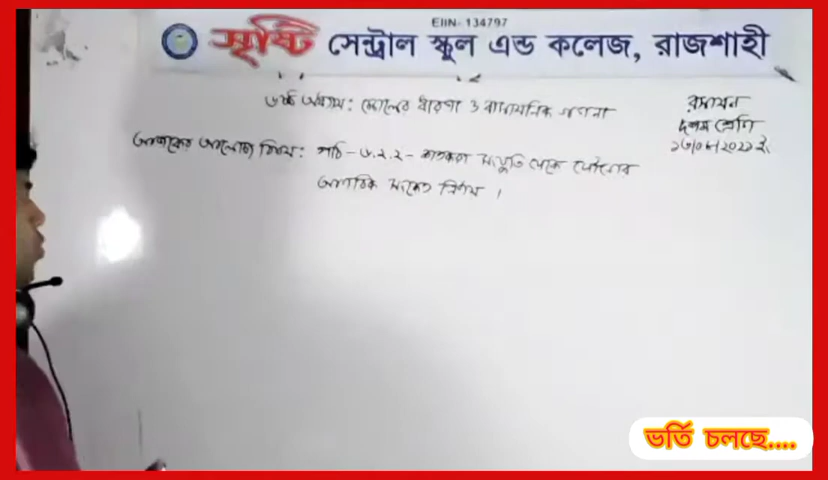 EIIN- 134797
সৃষ্টি সেন্ট্রাল স্কুল এন্ড কলেজ, রাজশাহী
৬ষ্ঠ অধ্যায়: মোলের ধারণা ও রাসায়নিক গণনা
রসায়ন
দশম শ্রেণি
আজকের আলোচ্য বিষয়: পাঠ - ৬.২.২ - শতকরা সংযুতি থেকে যৌগের
আণবিক সংকেত নির্ণয় ।
ভর্তি চলছে....